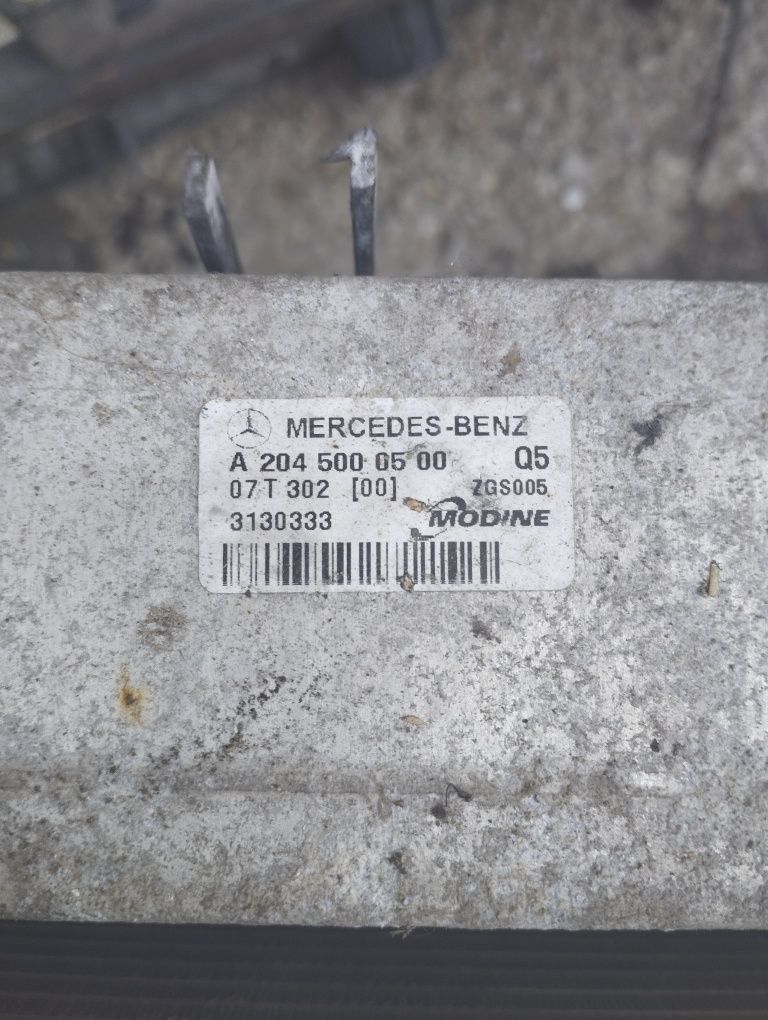 MERCEDES-BENZ
A 204 500 05 00 Q5
07 T 302 [00] ZGS005
3130333 MODINE